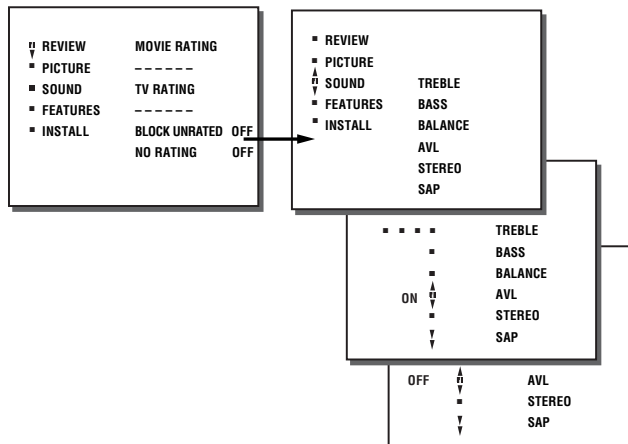 REVIEW MOVIE RATING
PICTURE – – – – – –
SOUND TV RATING
FEATURES – – – – – –
INSTALL BLOCK UNRATED OFF
NO RATING OFF
REVIEW
PICTURE
SOUND TREBLE
FEATURES BASS
INSTALL BALANCE
AVL
STEREO
SAP
TREBLE
BASS
BALANCE
ON AVL
STEREO
SAP
OFF AVL
STEREO
SAP